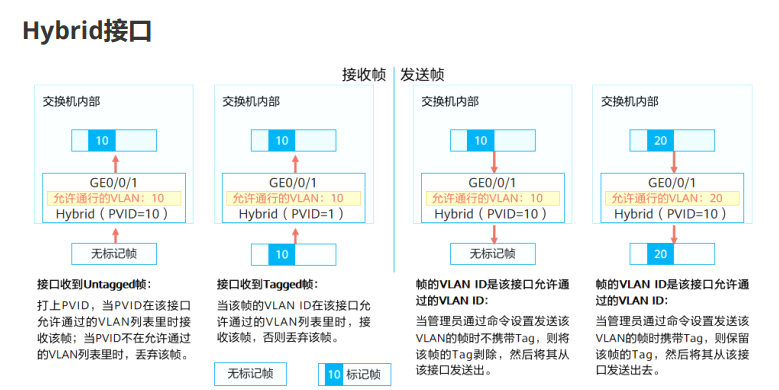 Hybrid接口
接收帧
发送帧
交换机内部
10
GE0/0/1
允许通行的VLAN：10
Hybrid（PVID=10）
无标记帧
接口收到Untagged帧：
打上PVID，当PVID在该接口
允许通过的VLAN列表里时接
收该帧；当PVID不在允许通过
的VLAN列表里时，丢弃该帧。
交换机内部
10
GE0/0/1
允许通行的VLAN：10
Hybrid（PVID=1）
10
接口收到Tagged帧：
当该帧的VLAN ID在该接口允
许通过的VLAN列表里时，接
收该帧，否则丢弃该帧。
交换机内部
10
GE0/0/1
允许通行的VLAN：10
Hybrid（PVID=10）
无标记帧
帧的VLAN ID是该接口允许通
过的VLAN ID：
当管理员通过命令设置发送该
VLAN的帧时不携带Tag，则将
该帧的Tag剥除，然后将其从
该接口发送出。
交换机内部
20
GE0/0/1
允许通行的VLAN：20
Hybrid（PVID=10）
20
帧的VLAN ID是该接口允许通
过的VLAN ID：
当管理员通过命令设置发送该
VLAN的帧时携带Tag，则保留
该帧的Tag，然后将其从该接
口发送出去。
无标记帧
10 标记帧